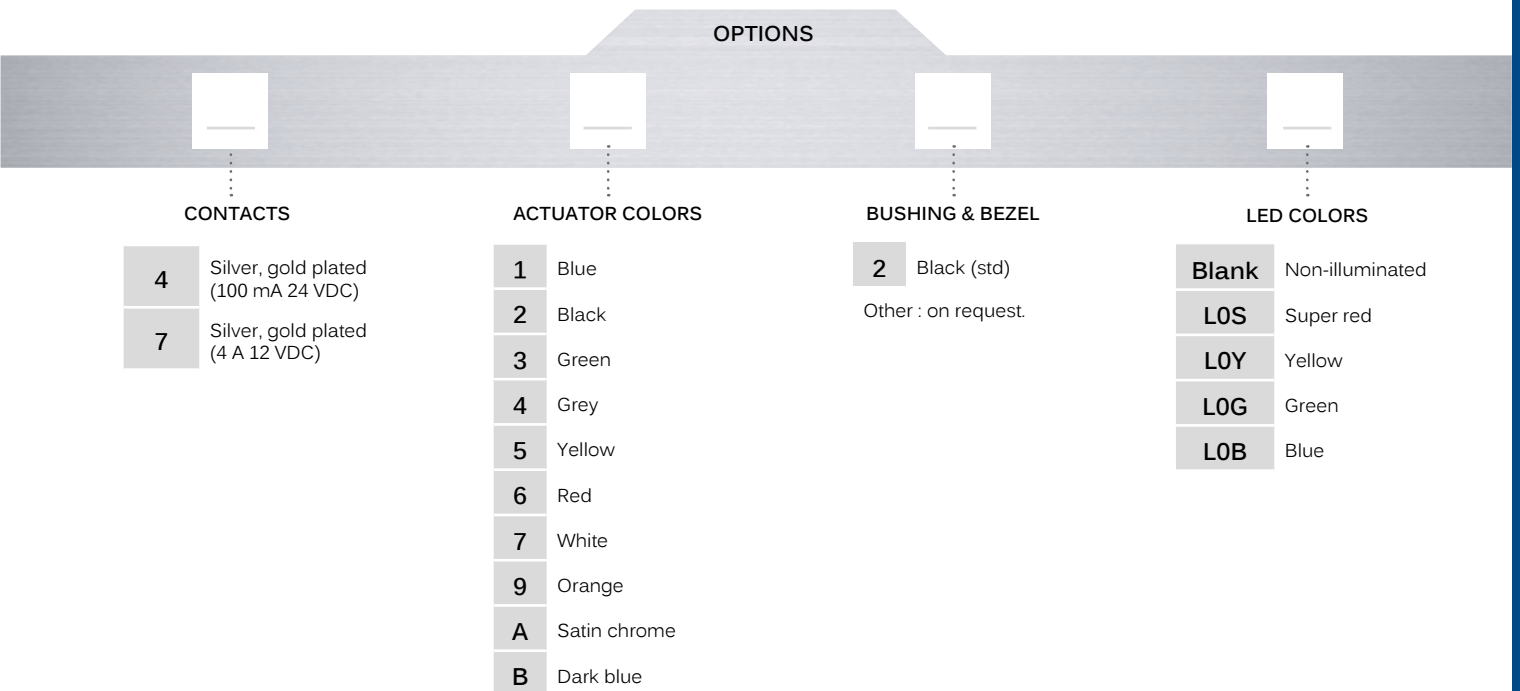 OPTIONS
CONTACTS
4 Silver, gold plated
(100 mA 24 VDC)
7 Silver, gold plated
(4 A 12 VDC)
ACTUATOR COLORS
1 Blue
2 Black
3 Green
4 Grey
5 Yellow
6 Red
7 White
9 Orange
A Satin chrome
B Dark blue
BUSHING & BEZEL
2 Black (std)
Other : on request.
LED COLORS
Blank Non-illuminated
L0S Super red
L0Y Yellow
L0G Green
L0B Blue